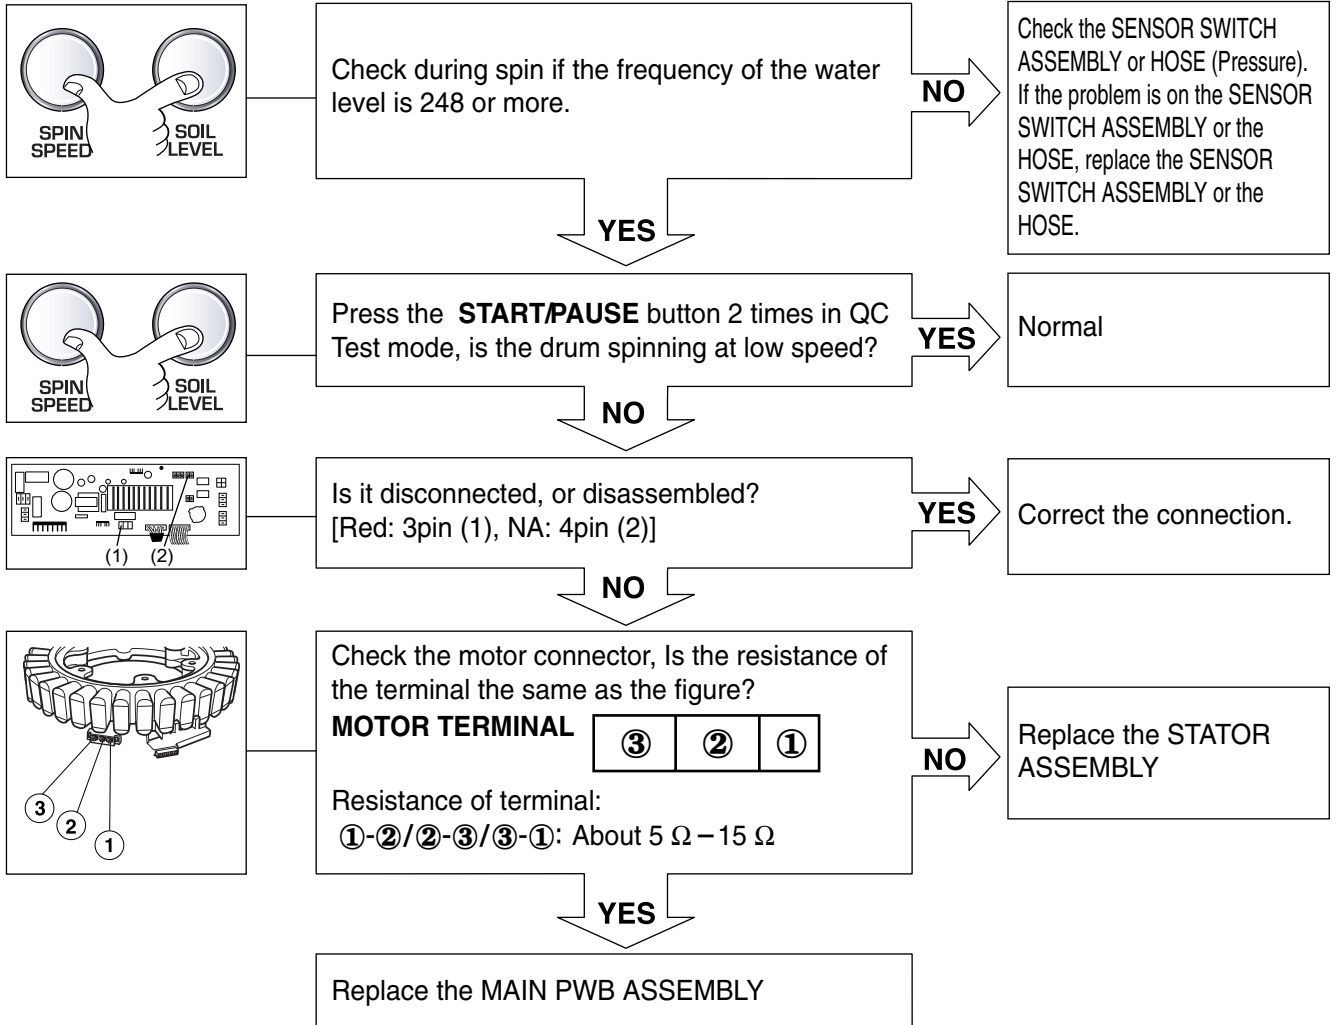 SPIN
SPEED
SOIL
LEVEL
Check during spin if the frequency of the water
level is 248 or more.
NO
Check the SENSOR SWITCH
ASSEMBLY or HOSE (Pressure).
If the problem is on the SENSOR
SWITCH ASSEMBLY or the
HOSE, replace the SENSOR
SWITCH ASSEMBLY or the
HOSE.
YES
SPIN
SPEED
SOIL
LEVEL
Press the START/PAUSE button 2 times in QC
Test mode, is the drum spinning at low speed?
YES
Normal
NO
(1)
(2)
Is it disconnected, or disassembled?
[Red: 3pin (1), NA: 4pin (2)]
YES
Correct the connection.
NO
3
2
1
Check the motor connector, Is the resistance of
the terminal the same as the figure?
MOTOR TERMINAL
③ ② ①
Resistance of terminal:
①-②/②-③/③-①: About 5 Ω – 15 Ω
NO
Replace the STATOR
ASSEMBLY
YES
Replace the MAIN PWB ASSEMBLY